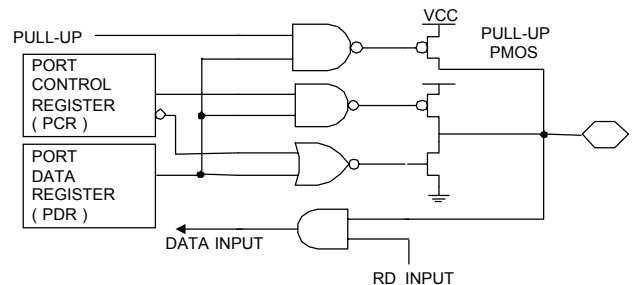 VCC
PULL-UP
PULL-UP
PMOS
PORT
CONTROL
REGISTER
( PCR )
PORT
DATA
REGISTER
( PDR )
DATA INPUT
RD INPUT